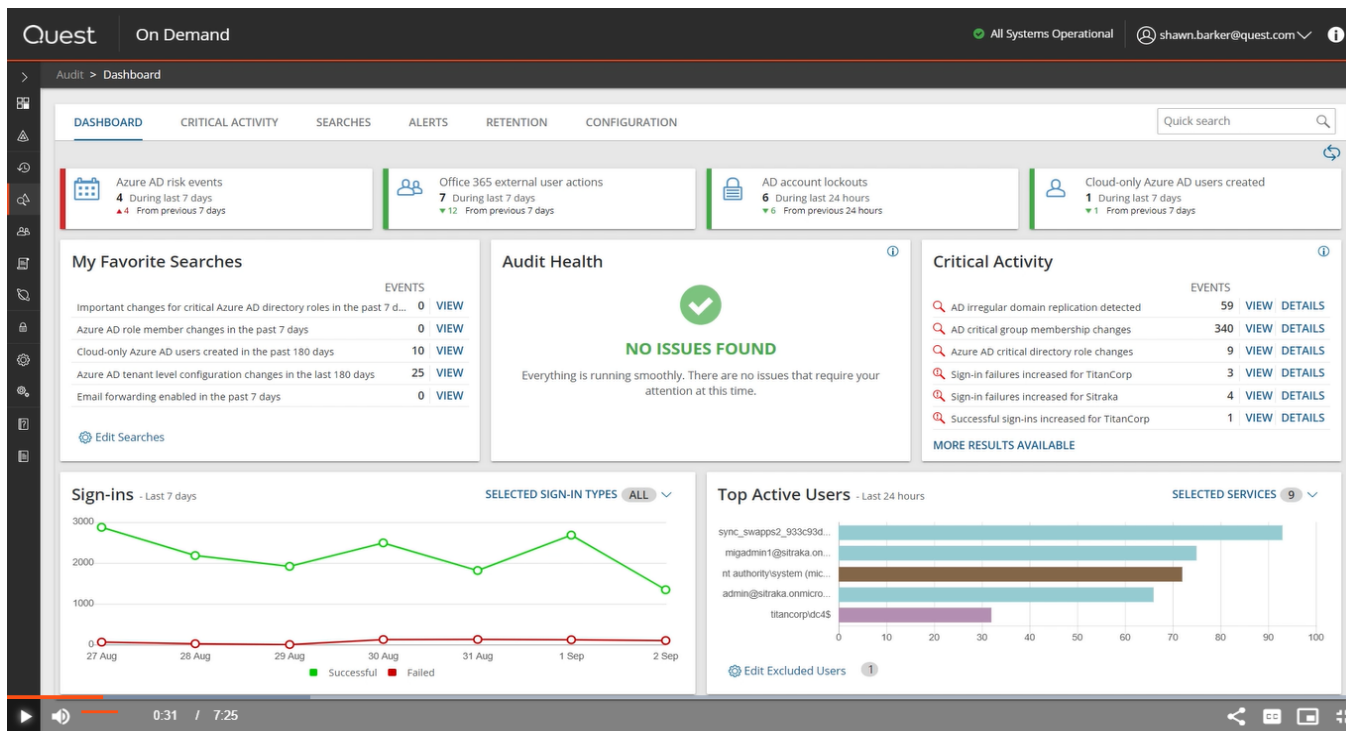 Quest On Demand
All Systems Operational
shawn.barker@quest.com
Audit > Dashboard
DASHBOARD CRITICAL ACTIVITY SEARCHES ALERTS RETENTION CONFIGURATION
Quick search
Azure AD risk events
4 During last 7 days
▲4 From previous 7 days
Office 365 external user actions
7 During last 7 days
▼12 From previous 7 days
AD account lockouts
6 During last 24 hours
▼6 From previous 24 hours
Cloud-only Azure AD users created
1 During last 7 days
▼1 From previous 7 days
My Favorite Searches
EVENTS
Important changes for critical Azure AD directory roles in the past 7 d... 0 VIEW
Azure AD role member changes in the past 7 days 0 VIEW
Cloud-only Azure AD users created in the past 180 days 10 VIEW
Azure AD tenant level configuration changes in the last 180 days 25 VIEW
Email forwarding enabled in the past 7 days 0 VIEW
Edit Searches
Audit Health
NO ISSUES FOUND
Everything is running smoothly. There are no issues that require your
attention at this time.
Critical Activity
EVENTS
AD irregular domain replication detected 59 VIEW DETAILS
AD critical group membership changes 340 VIEW DETAILS
Azure AD critical directory role changes 9 VIEW DETAILS
Sign-in failures increased for TitanCorp 3 VIEW DETAILS
Sign-in failures increased for Sitraka 4 VIEW DETAILS
Successful sign-ins increased for TitanCorp 1 VIEW DETAILS
MORE RESULTS AVAILABLE
Sign-ins - Last 7 days
SELECTED SIGN-IN TYPES ALL
3000
2000
1000
0
27 Aug 28 Aug 29 Aug 30 Aug 31 Aug 1 Sep 2 Sep
Successful Failed
Top Active Users - Last 24 hours
SELECTED SERVICES 9
sync_swapps2_933c93d...
migadmin1@sitraka.on...
nt authority\system (mic...
admin@sitraka.onmicro...
titancorp\dc4$
0 10 20 30 40 50 60 70 80 90 100
Edit Excluded Users 1
0:31 / 7:25
CC